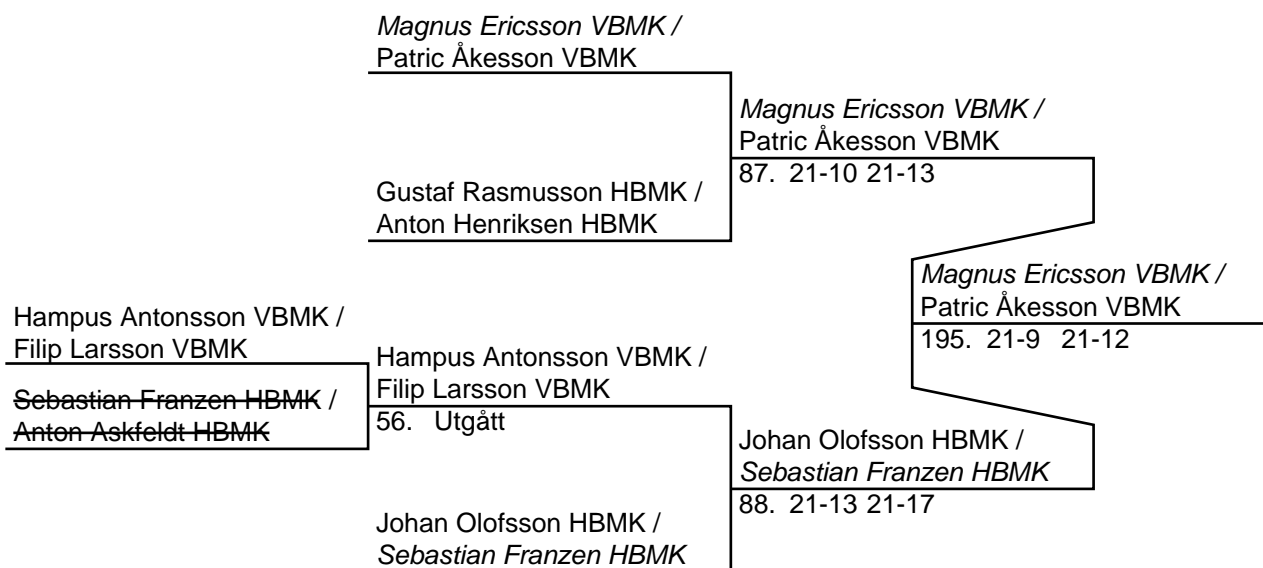 Magnus Ericsson VBMK /
Patric Åkesson VBMK
Magnus Ericsson VBMK /
Patric Åkesson VBMK
87. 21-10 21-13
Gustaf Rasmusson HBMK /
Anton Henriksen HBMK
Magnus Ericsson VBMK /
Patric Åkesson VBMK
195. 21-9 21-12
Hampus Antonsson VBMK /
Filip Larsson VBMK
Sebastian Franzen HBMK /
Anton Askfeldt HBMK
Hampus Antonsson VBMK /
Filip Larsson VBMK
56. Utgått
Johan Olofsson HBMK /
Sebastian Franzen HBMK
88. 21-13 21-17
Johan Olofsson HBMK /
Sebastian Franzen HBMK